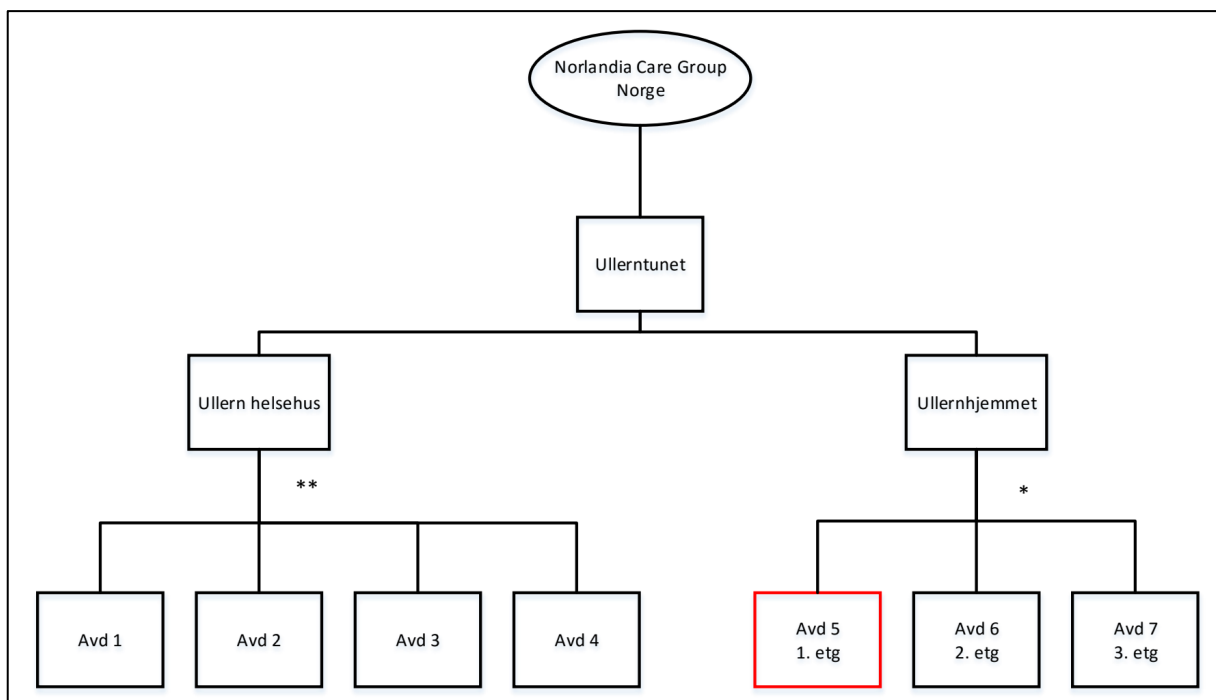 Norlandia Care Group
Norge
Ullerntunet
Ullern helsehus
Ullernhjemmet
**
*
Avd 1
Avd 2
Avd 3
Avd 4
Avd 5
1. etg
Avd 6
2. etg
Avd 7
3. etg